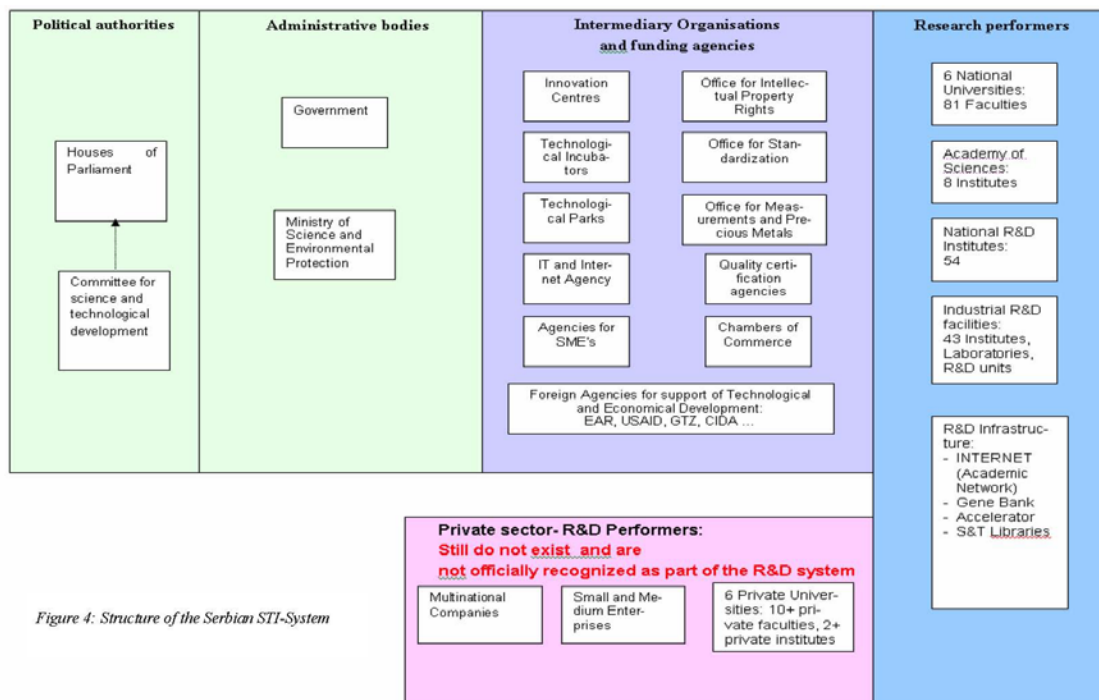 Political authorities
Houses of
Parliament
Committee for
science and
technological
development
Administrative bodies
Government
Ministry of
Science and
Environmental
Protection
Intermediary Organisations
and funding agencies
Innovation
Centres
Technologi-
cal Incuba-
tors
Technologi-
cal Parks
IT and Inter-
net Agency
Agencies for
SME's
Office for Intellec-
tual Property
Rights
Office for Stan-
dardization
Office for Meas-
urements and Pre-
cious Metals
Quality certi-
fication
agencies
Chambers of
Commerce
Foreign Agencies for support of Technological
and Economical Development:
EAR, USAID, GTZ, CIDA ...
Research performers
6 National
Universities:
81 Faculties
Academy of
Sciences:
8 Institutes
National R&D
Institutes:
54
Industrial R&D
facilities:
43 Institutes,
Laboratories,
R&D units
R&D Infrastruc-
ture:
- INTERNET
(Academic
Network)
- Gene Bank
- Accelerator
- S&T Libraries
Private sector- R&D Performers:
Still do not exist and are
not officially recognized as part of the R&D system
Multinational
Companies
Small and Me-
dium Enter-
prises
6 Private Univer-
sities: 10+ pri-
vate faculties, 2+
private institutes
Figure 4: Structure of the Serbian STI-System